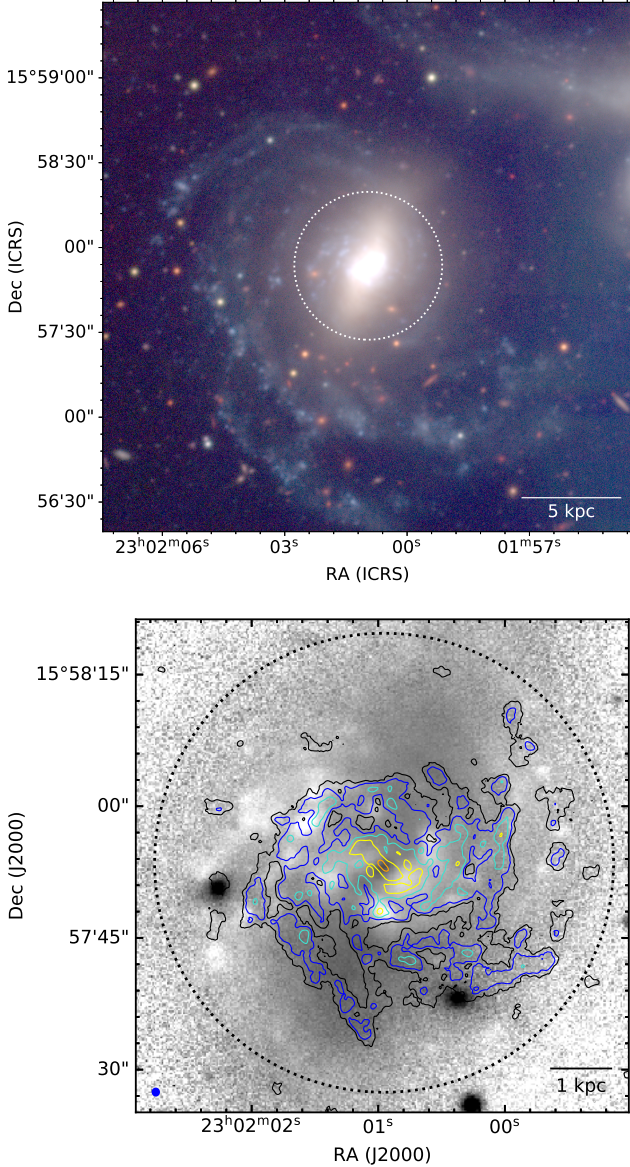 15°59'00"
58'30"
00"
57'30"
00"
56'30"
Dec (ICRS)
5 kpc
23ʰ02ᵐ06ˢ 03ˢ 00ˢ 01ᵐ57ˢ
RA (ICRS)
15°58'15"
00"
57'45"
30"
Dec (J2000)
1 kpc
23ʰ02ᵐ02ˢ 01ˢ 00ˢ
RA (J2000)